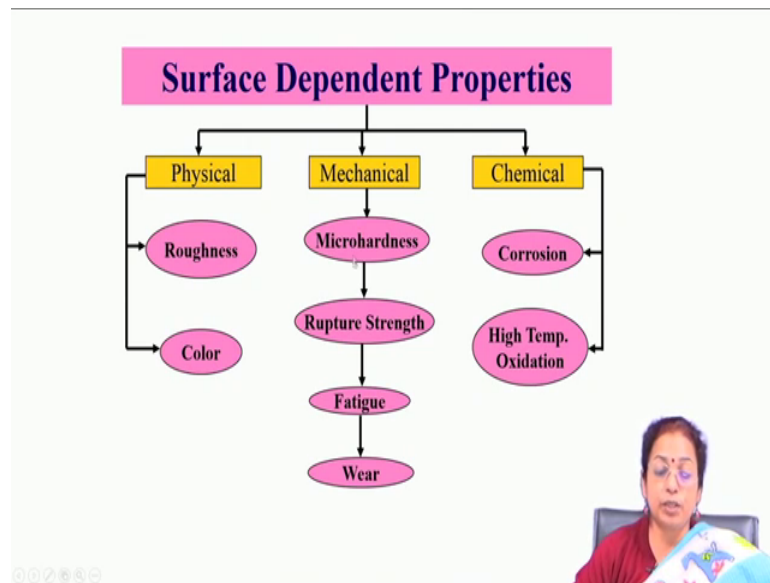 Surface Dependent Properties
Physical
Mechanical
Chemical
Roughness
Microhardness
Corrosion
Rupture Strength
High Temp.
Oxidation
Color
Fatigue
Wear